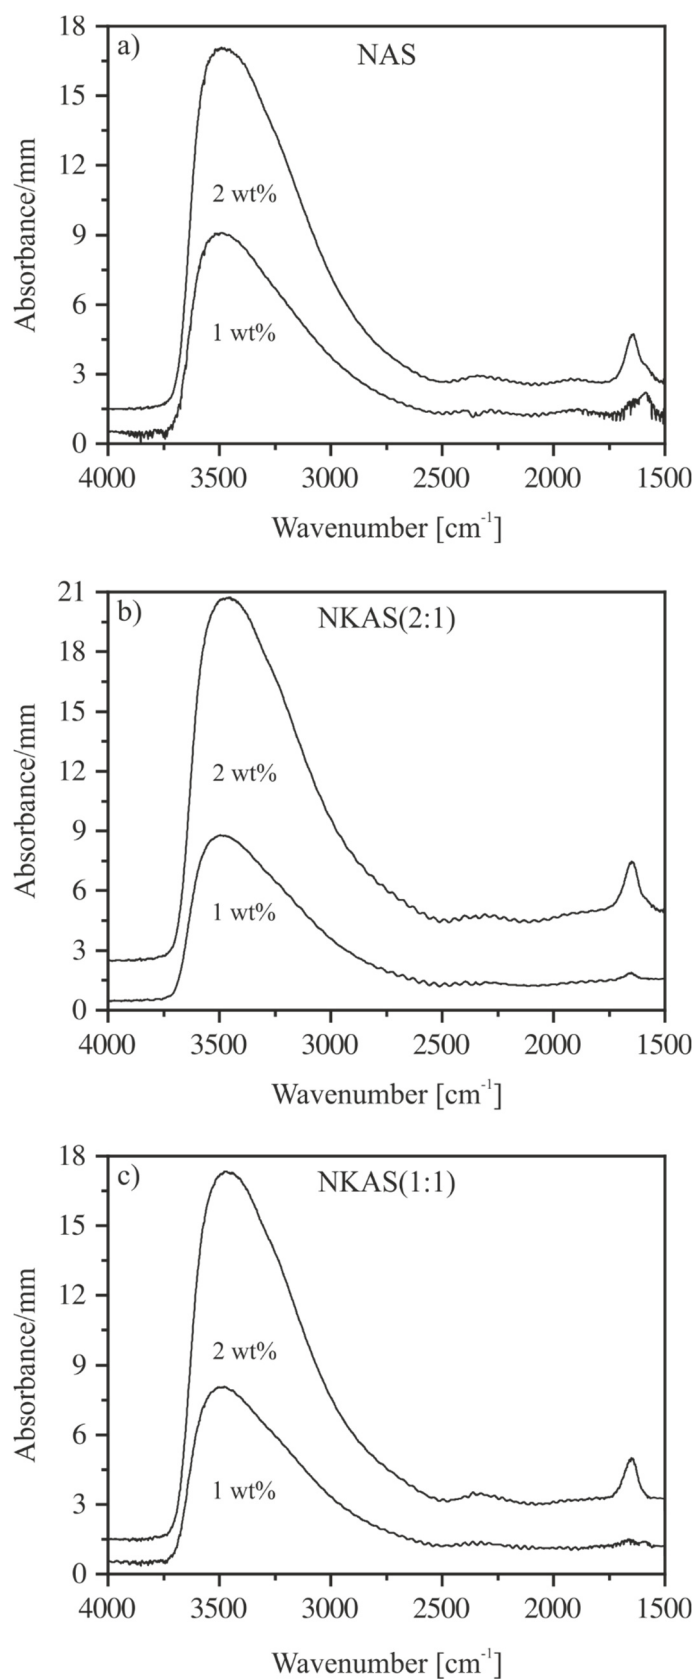 18
a)
NAS
15
12
2 wt%
9
6
1 wt%
3
0
4000 3500 3000 2500 2000 1500
Absorbance/mm
Wavenumber [cm⁻¹]
21
b)
NKAS(2:1)
18
15
12
2 wt%
9
6
1 wt%
3
0
4000 3500 3000 2500 2000 1500
Absorbance/mm
Wavenumber [cm⁻¹]
18
c)
NKAS(1:1)
15
12
2 wt%
9
6
1 wt%
3
0
4000 3500 3000 2500 2000 1500
Absorbance/mm
Wavenumber [cm⁻¹]